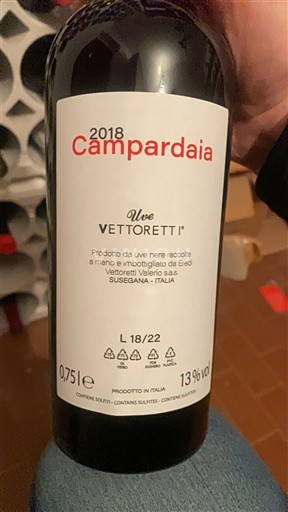 2018
Campardaia
Uve
VETTORETTI®
Prodotto da uve nere raccolte
a mano e imbottigliato da Eredi
Vettoretti Valerio s.a.s.
SUSEGANA - ITALIA
L 18/22
0,75 l e
13%vol
PRODOTTO IN ITALIA
CONTIENE SOLFITI - CONTAINS SULFITES - CONTIENE SULFITOS